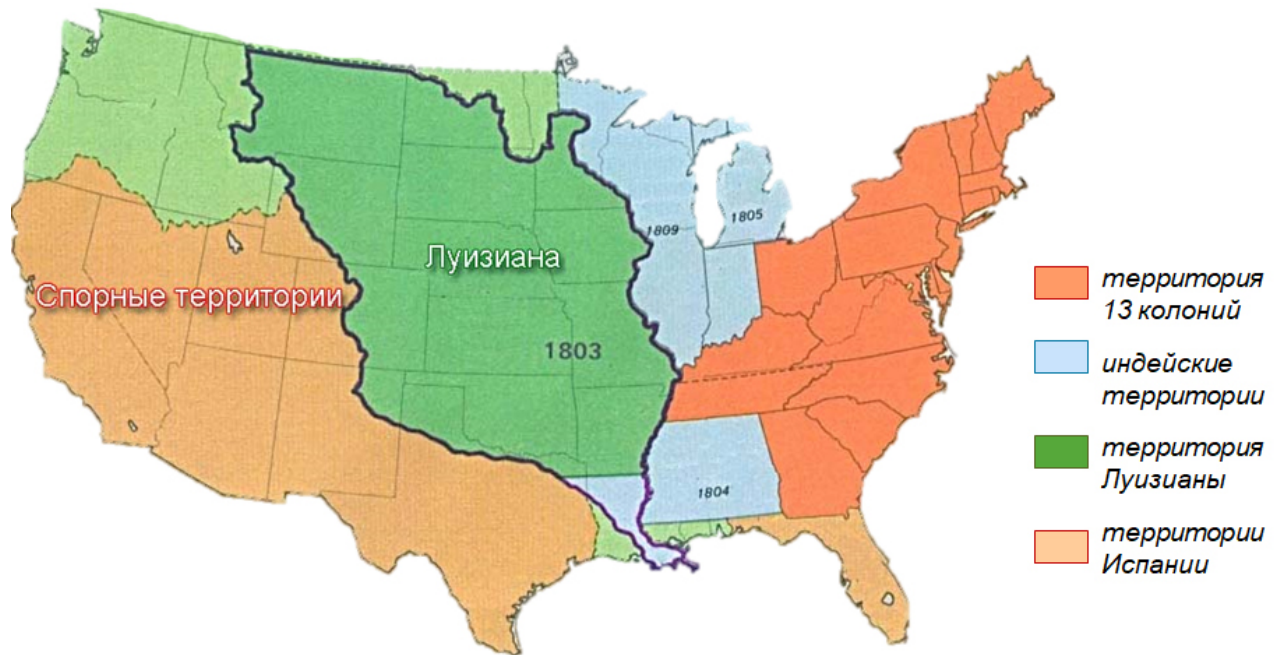 1805
1809
Луизиана
Спорные территории
1803
1804
территория
13 колоний
индейские
территории
территория
Луизианы
территории
Испании